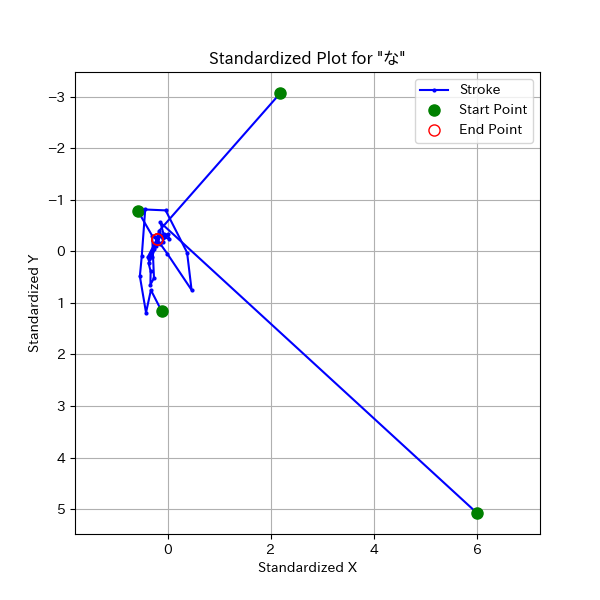 Standardized Plot for "な"
Stroke
Start Point
End Point
−3
−2
−1
0
1
2
3
4
5
Standardized Y
0 2 4 6
Standardized X